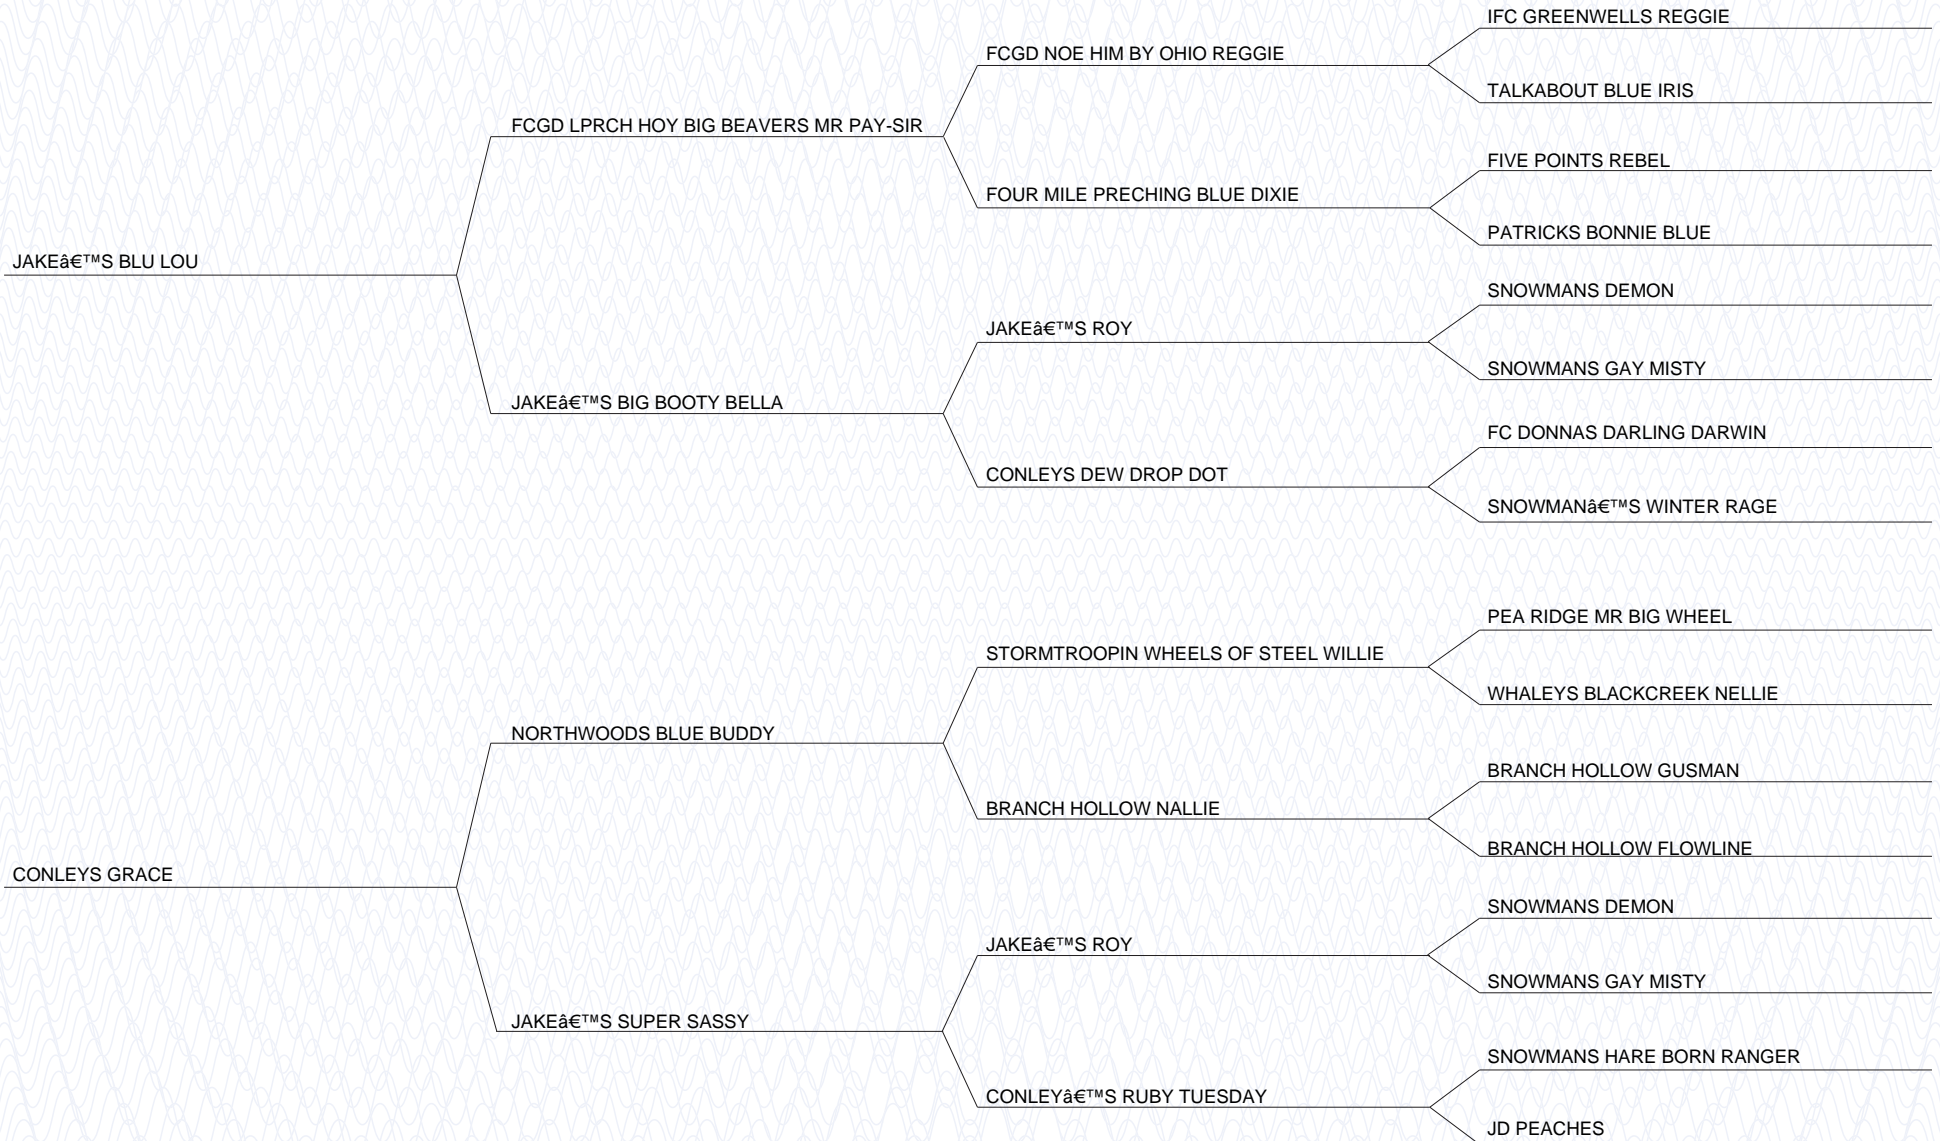 IFC GREENWELLS REGGIE
FCGD NOE HIM BY OHIO REGGIE
TALKABOUT BLUE IRIS
FCGD LPRCH HOY BIG BEAVERS MR PAY-SIR
FIVE POINTS REBEL
FOUR MILE PRECHING BLUE DIXIE
PATRICKS BONNIE BLUE
JAKEâ€™S BLU LOU
SNOWMANS DEMON
JAKEâ€™S ROY
SNOWMANS GAY MISTY
JAKEâ€™S BIG BOOTY BELLA
FC DONNAS DARLING DARWIN
CONLEYS DEW DROP DOT
SNOWMANâ€™S WINTER RAGE
PEA RIDGE MR BIG WHEEL
STORMTROOPIN WHEELS OF STEEL WILLIE
WHALEYS BLACKCREEK NELLIE
NORTHWOODS BLUE BUDDY
BRANCH HOLLOW GUSMAN
BRANCH HOLLOW NALLIE
BRANCH HOLLOW FLOWLINE
CONLEYS GRACE
SNOWMANS DEMON
JAKEâ€™S ROY
SNOWMANS GAY MISTY
JAKEâ€™S SUPER SASSY
SNOWMANS HARE BORN RANGER
CONLEYâ€™S RUBY TUESDAY
JD PEACHES